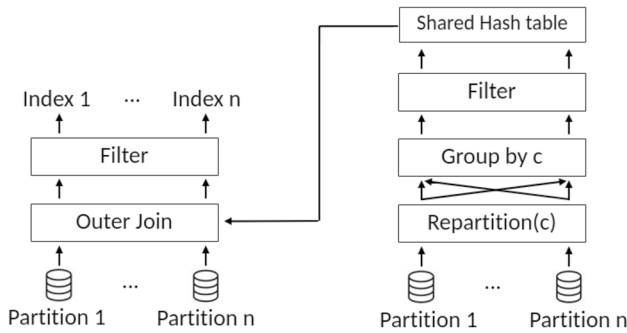 Shared Hash table
Filter
Index 1 ... Index n
Group by c
Filter
Repartition(c)
Outer Join
...
Partition 1 Partition n
...
Partition 1 Partition n